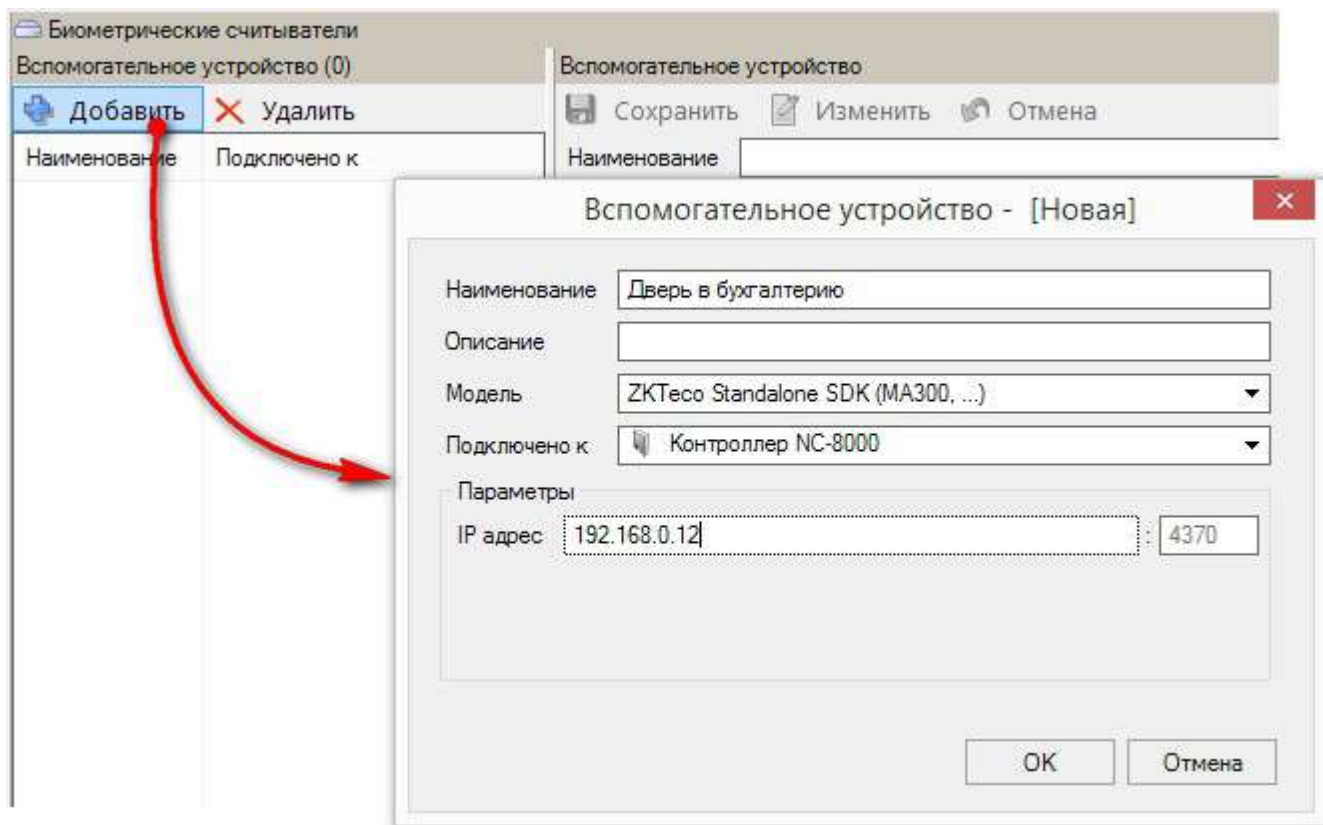 Биометрические считыватели
Вспомогательное устройство (0) Вспомогательное устройство
Добавить Удалить Сохранить Изменить Отмена
Наименование Подключено к Наименование
Вспомогательное устройство - [Новая]
Наименование Дверь в бухгалтерию
Описание
Модель ZKTeco Standalone SDK (MA300, ...)
Подключено к Контроллер NC-8000
Параметры
IP адрес 192.168.0.12 : 4370
OK Отмена